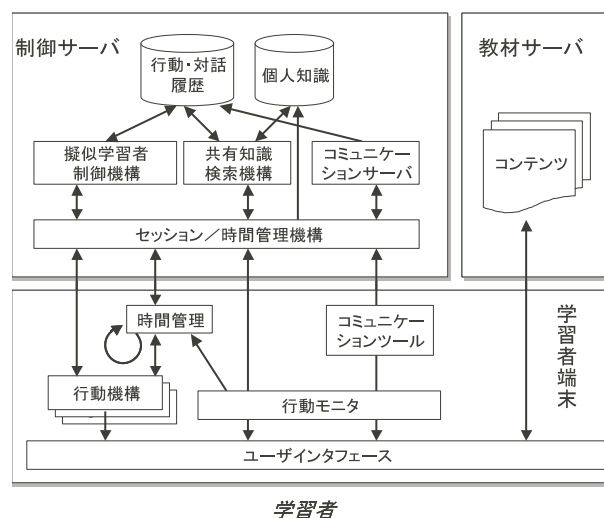 制御サーバ
教材サーバ
行動・対話
履歴
個人知識
擬似学習者
制御機構
共有知識
検索機構
コミュニケー
ションサーバ
コンテンツ
セッション／時間管理機構
時間管理
コミュニケー
ションツール
学習者端末
行動機構
行動モニタ
ユーザインタフェース
学習者